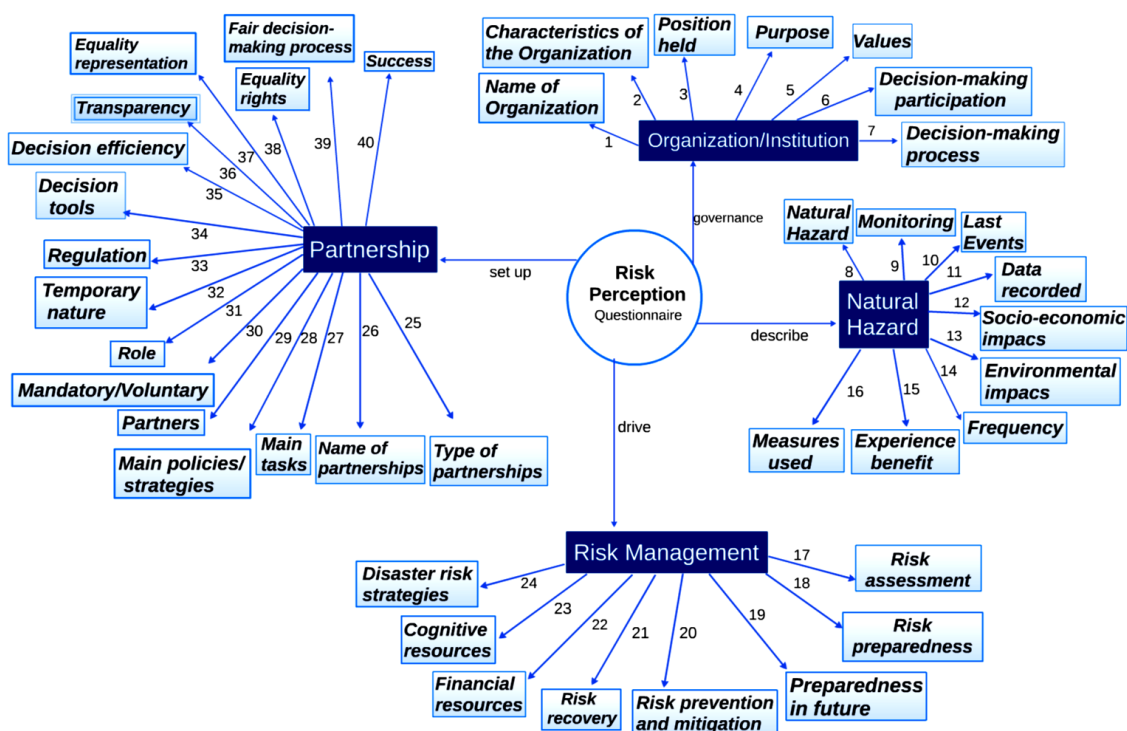 Equality
representation
Fair decision-
making process
Equality
rights
Success
Transparency
Decision efficiency
Decision
tools
Regulation
Temporary
nature
Role
Mandatory/Voluntary
Partners
Main policies/
strategies
Main
tasks
Name of
partnerships
Type of
partnerships
Partnership
40
39
38
37
36
35
34
33
32
31
30
29
28
27
26
25
set up
Risk
Perception
Questionnaire
governance
describe
drive
Characteristics of
the Organization
Position
held
Purpose
Values
Name of
Organization
Decision-making
participation
Decision-making
process
Organization/Institution
1
2
3
4
5
6
7
Natural
Hazard
Monitoring
Last
Events
Data
recorded
Socio-economic
impacs
Environmental
impacs
Frequency
Experience
benefit
Measures
used
Natural
Hazard
8
9
10
11
12
13
14
15
16
Risk Management
17
18
19
20
21
22
23
24
Risk
assessment
Risk
preparedness
Preparedness
in future
Risk prevention
and mitigation
Risk
recovery
Financial
resources
Cognitive
resources
Disaster risk
strategies